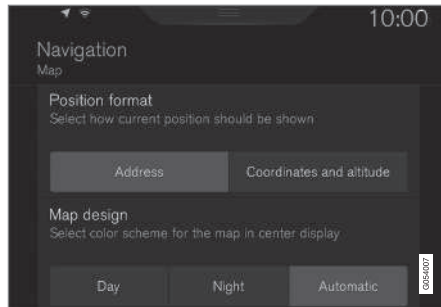 10:00
Navigation
Map
Position format
Select how current position should be shown
Address
Coordinates and altitude
Map design
Select color scheme for the map in center display
Day
Night
Automatic
G054007